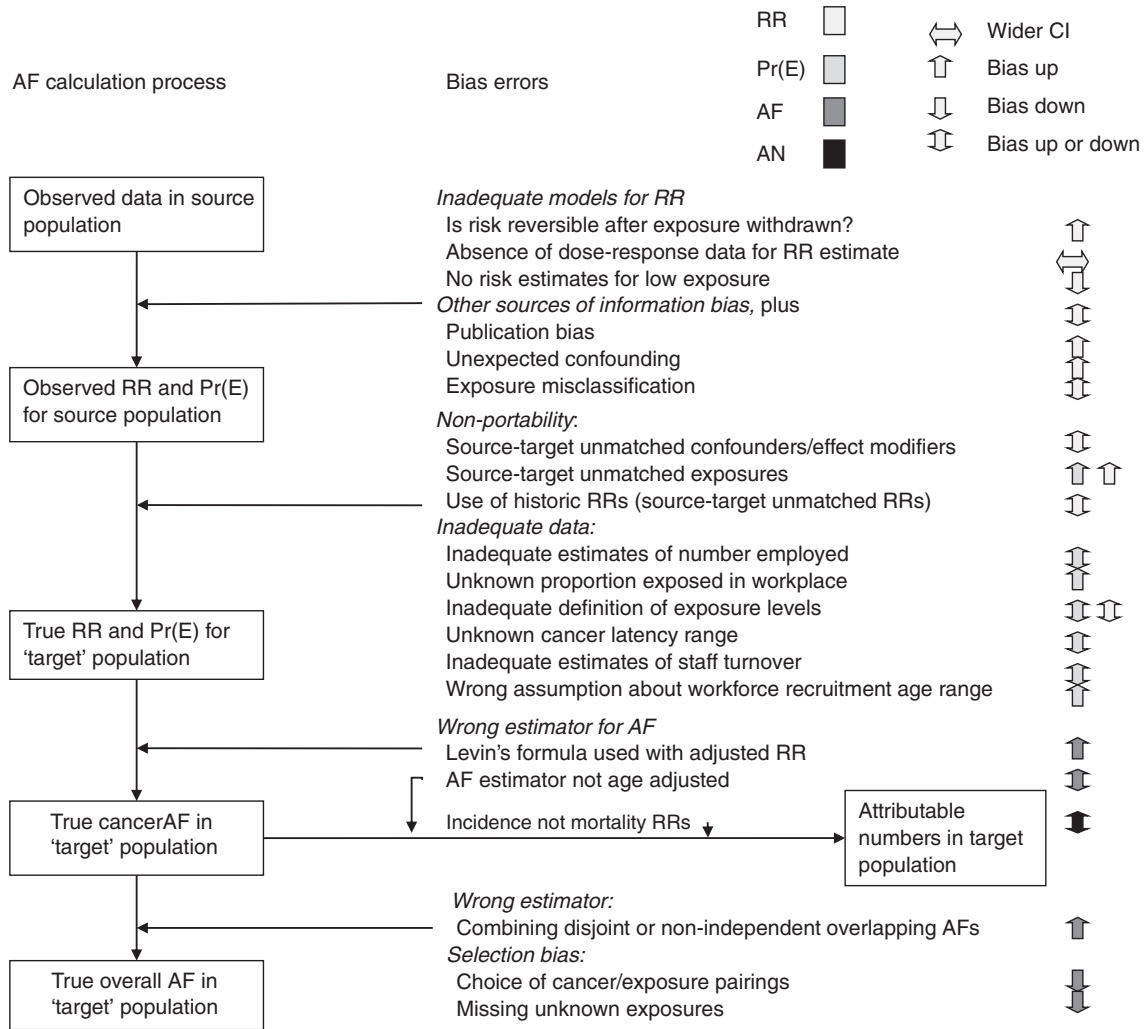 RR
Wider CI
AF calculation process
Bias errors
Pr(E)
Bias up
AF
Bias down
AN
Bias up or down
Observed data in source
population
Inadequate models for RR
Is risk reversible after exposure withdrawn?
Absence of dose-response data for RR estimate
No risk estimates for low exposure
Other sources of information bias, plus
Publication bias
Unexpected confounding
Exposure misclassification
Observed RR and Pr(E)
for source population
Non-portability:
Source-target unmatched confounders/effect modifiers
Source-target unmatched exposures
Use of historic RRs (source-target unmatched RRs)
Inadequate data:
Inadequate estimates of number employed
Unknown proportion exposed in workplace
Inadequate definition of exposure levels
Unknown cancer latency range
Inadequate estimates of staff turnover
Wrong assumption about workforce recruitment age range
True RR and Pr(E) for
‘target’ population
Wrong estimator for AF
Levin’s formula used with adjusted RR
AF estimator not age adjusted
True cancerAF in
‘target’ population
Incidence not mortality RRs
Attributable
numbers in target
population
Wrong estimator:
Combining disjoint or non-independent overlapping AFs
Selection bias:
Choice of cancer/exposure pairings
Missing unknown exposures
True overall AF in
‘target’ population